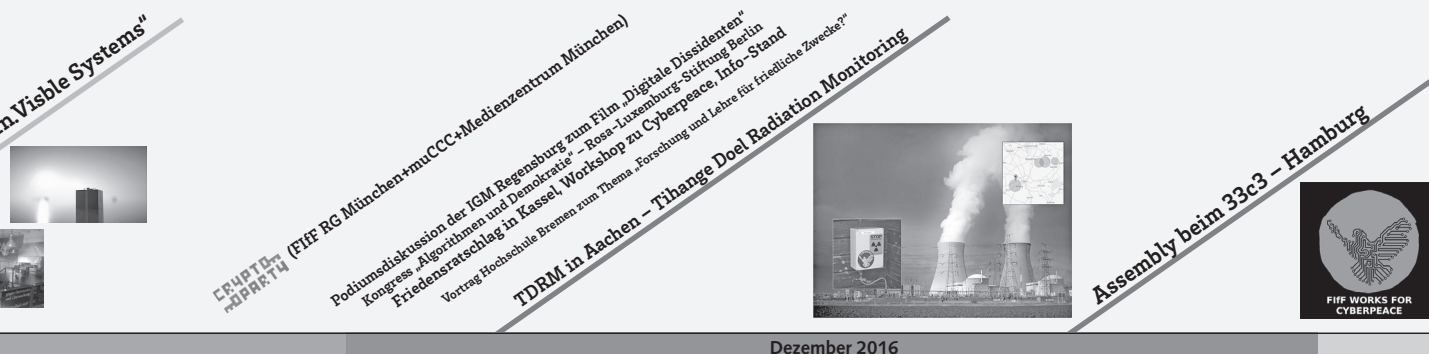 n.Visble Systems“
CRYPTO
PARTY (FIfF RG München+muCCC+Medienzentrum München)
Podiumsdiskussion der IGM Regensburg zum Film „Digitale Dissidenten“
Kongress „Algorithmen und Demokratie“ – Rosa-Luxemburg-Stiftung Berlin
Friedensratschlag in Kassel, Workshop zu Cyberpeace, Info-Stand
Vortrag Hochschule Bremen zum Thema „Forschung und Lehre für friedliche Zwecke?“
TDRM in Aachen – Tihange Doel Radiation Monitoring
Assembly beim 33c3 – Hamburg
FIfF WORKS FOR
CYBERPEACE
Dezember 2016